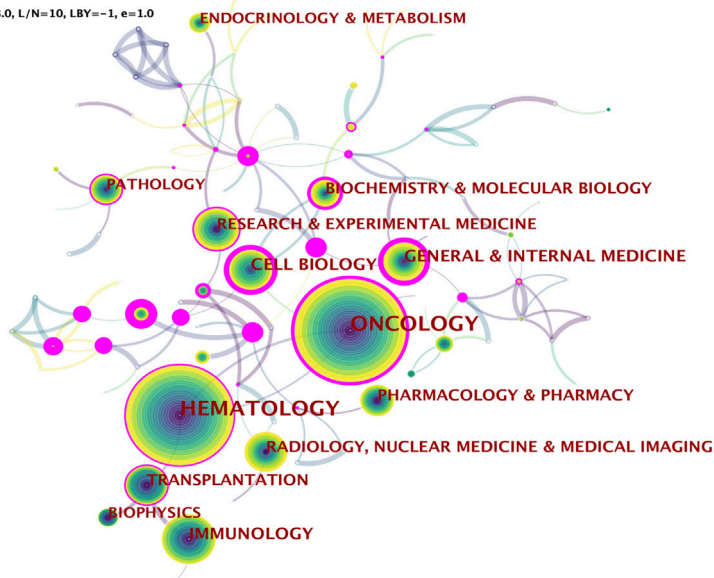 3.0, L/N=10, LBY=-1, e=1.0
ENDOCRINOLOGY & METABOLISM
PATHOLOGY
BIOCHEMISTRY & MOLECULAR BIOLOGY
RESEARCH & EXPERIMENTAL MEDICINE
CELL BIOLOGY
GENERAL & INTERNAL MEDICINE
ONCOLOGY
PHARMACOLOGY & PHARMACY
HEMATOLOGY
RADIOLOGY, NUCLEAR MEDICINE & MEDICAL IMAGING
TRANSPLANTATION
BIOPHYSICS
IMMUNOLOGY